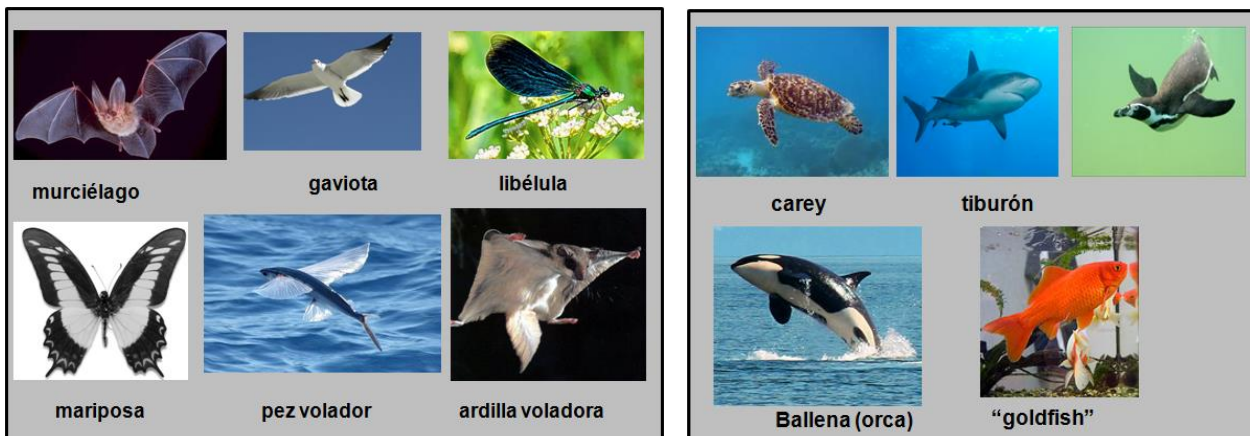 murciélago
gaviota
libélula
mariposa
pez volador
ardilla voladora
carey
tiburón
Ballena (orca)
“goldfish”